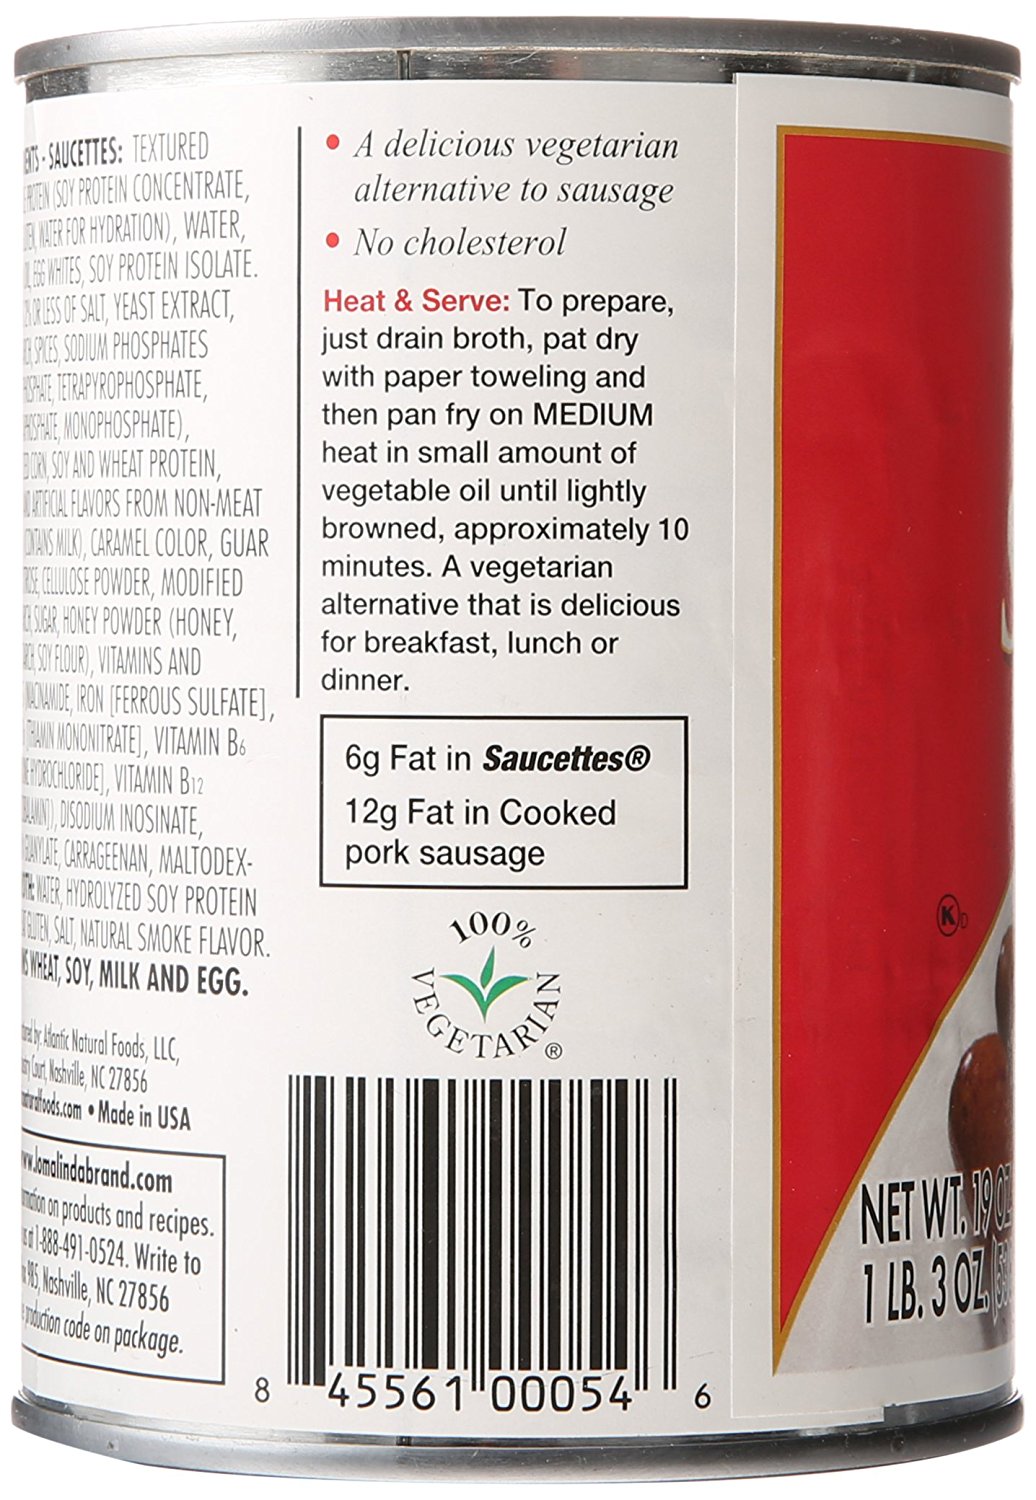 SAUCETTES: TEXTURED
PROTEIN (SOY PROTEIN CONCENTRATE,
WATER FOR HYDRATION), WATER,
EGG WHITES, SOY PROTEIN ISOLATE.
OR LESS OF SALT, YEAST EXTRACT,
SPICES, SODIUM PHOSPHATES
TETRAPYROPHOSPHATE,
MONOPHOSPHATE),
CORN, SOY AND WHEAT PROTEIN,
ARTIFICIAL FLAVORS FROM NON-MEAT
MILK), CARAMEL COLOR, GUAR
CELLULOSE POWDER, MODIFIED
SUGAR, HONEY POWDER (HONEY,
SOY FLOUR), VITAMINS AND
NIACINAMIDE, IRON [FERROUS SULFATE],
[THIAMIN MONONITRATE], VITAMIN B6
HYDROCHLORIDE], VITAMIN B12
DISODIUM INOSINATE,
CARRAGEENAN, MALTODEX-
WATER, HYDROLYZED SOY PROTEIN
GLUTEN, SALT, NATURAL SMOKE FLAVOR.
WHEAT, SOY, MILK AND EGG.
by: Atlantic Natural Foods, LLC,
Court, Nashville, NC 27856
• Made in USA
.lomalindabrand.com
on products and recipes.
at 1-888-491-0524. Write to
985, Nashville, NC 27856
production code on package.
• A delicious vegetarian
alternative to sausage
• No cholesterol
Heat & Serve: To prepare,
just drain broth, pat dry
with paper toweling and
then pan fry on MEDIUM
heat in small amount of
vegetable oil until lightly
browned, approximately 10
minutes. A vegetarian
alternative that is delicious
for breakfast, lunch or
dinner.
6g Fat in Saucettes®
12g Fat in Cooked
pork sausage
100%
VEGETARIAN®
8 45561 00054 6
K D
NET WT. 19 OZ
1 LB. 3 OZ.